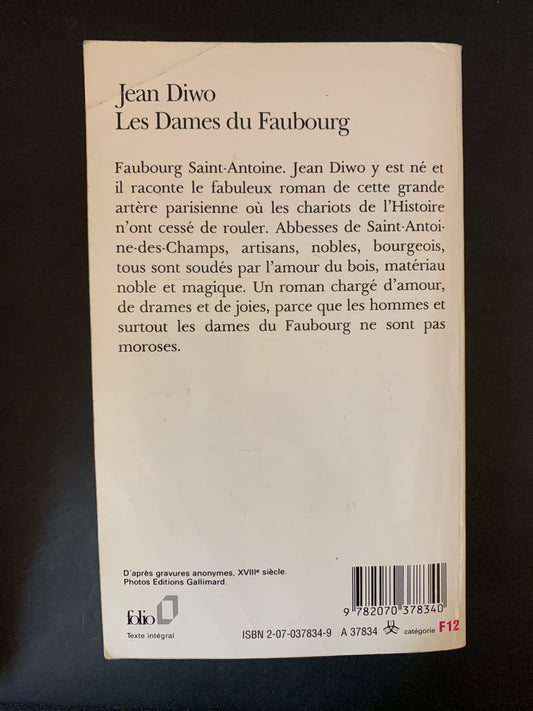 Jean Diwo
Les Dames du Faubourg
Faubourg Saint-Antoine. Jean Diwo y est né et
il raconte le fabuleux roman de cette grande
artère parisienne où les chariots de l'Histoire
n'ont cessé de rouler. Abbesses de Saint-Antoi-
ne-des-Champs, artisans, nobles, bourgeois,
tous sont soudés par l'amour du bois, matériau
noble et magique. Un roman chargé d'amour,
de drames et de joies, parce que les hommes et
surtout les dames du Faubourg ne sont pas
moroses.
D'après gravures anonymes, XVIIIe siècle.
Photos Editions Gallimard.
9 782070 378340
folio
Texte intégral
ISBN 2-07-037834-9 A 37834 catégorie F12